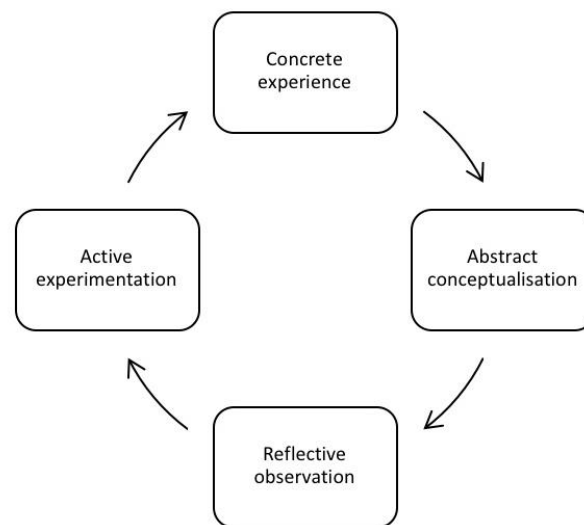 Concrete
experience
Abstract
conceptualisation
Reflective
observation
Active
experimentation